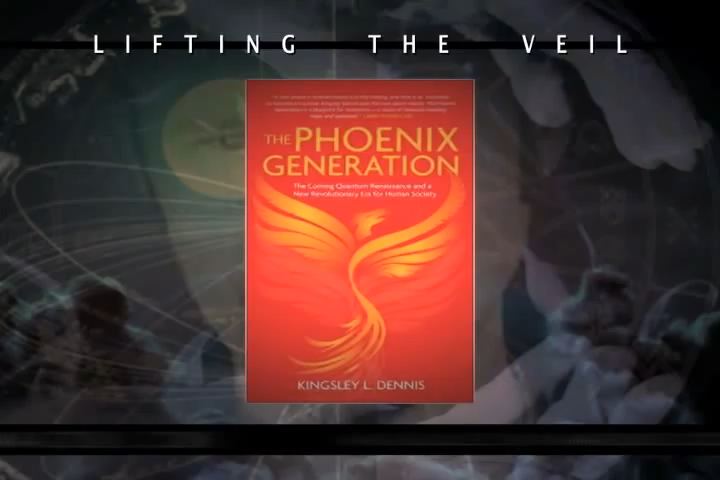 LIFTING THE VEIL
THE PHOENIX
GENERATION
The Coming Quantum Renaissance and a
New Revolutionary Era for Human Society
KINGSLEY L. DENNIS